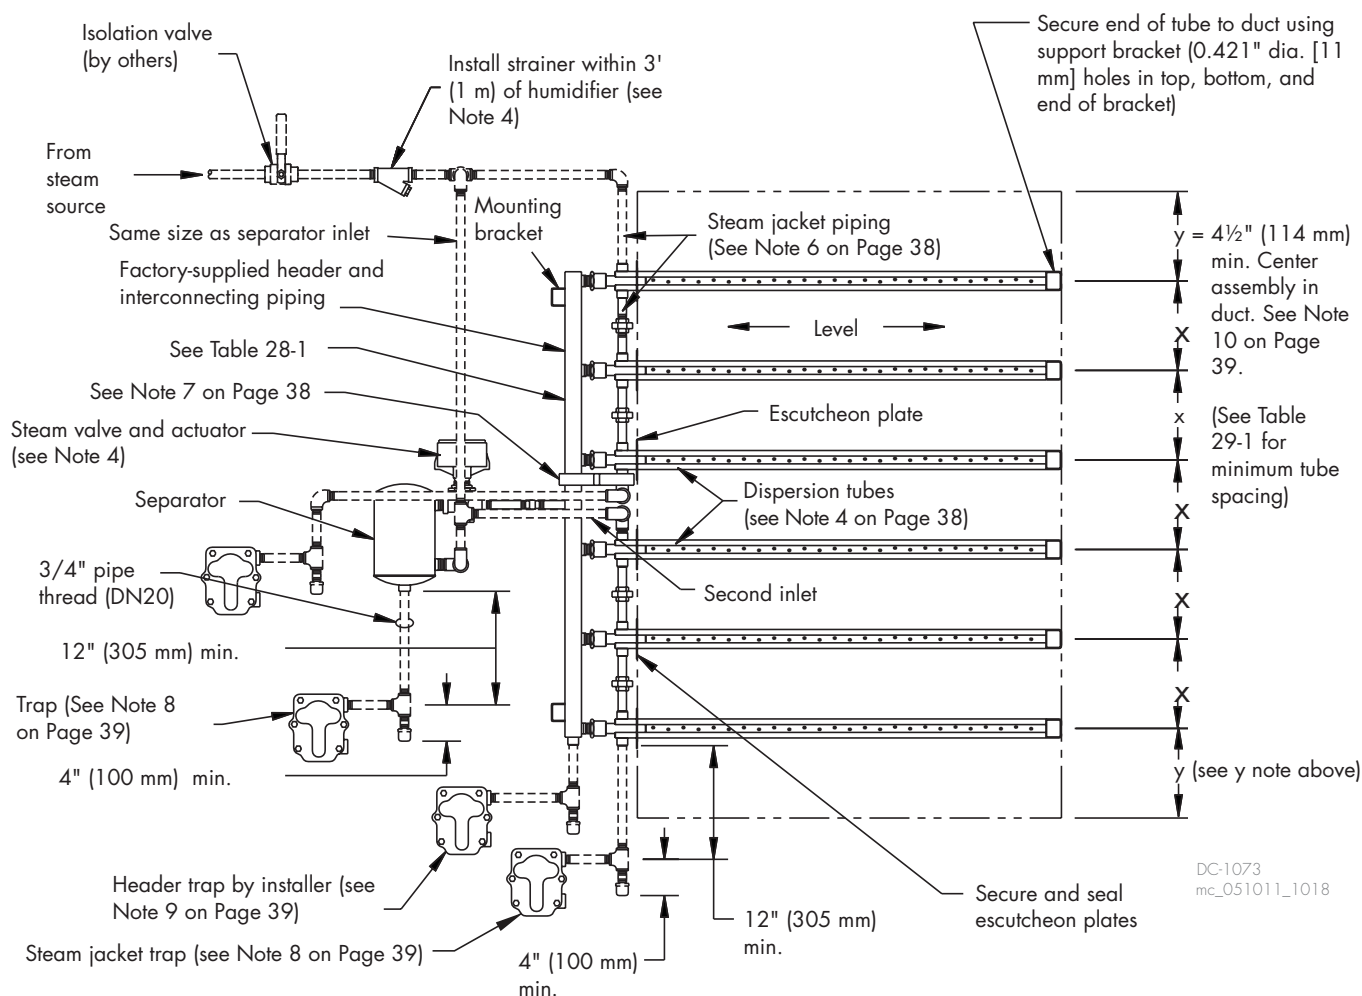 Isolation valve
(by others)
Install strainer within 3'
(1 m) of humidifier (see
Note 4)
Secure end of tube to duct using
support bracket (0.421" dia. [11
mm] holes in top, bottom, and
end of bracket)
From
steam
source
Mounting
bracket
Same size as separator inlet
Steam jacket piping
(See Note 6 on Page 38)
y = 4½" (114 mm)
min. Center
assembly in
duct. See Note
10 on Page
39.
Factory-supplied header and
interconnecting piping
Level
x
See Table 28-1
See Note 7 on Page 38
Escutcheon plate
x
(See Table
29-1 for
minimum tube
spacing)
Steam valve and actuator
(see Note 4)
Separator
Dispersion tubes
(see Note 4 on Page 38)
x
3/4" pipe
thread (DN20)
Second inlet
x
12" (305 mm) min.
Trap (See Note 8
on Page 39)
x
4" (100 mm) min.
y (see y note above)
Header trap by installer (see
Note 9 on Page 39)
Steam jacket trap (see Note 8 on Page 39)
4" (100 mm)
min.
12" (305 mm)
min.
Secure and seal
escutcheon plates
DC-1073
mc_051011_1018